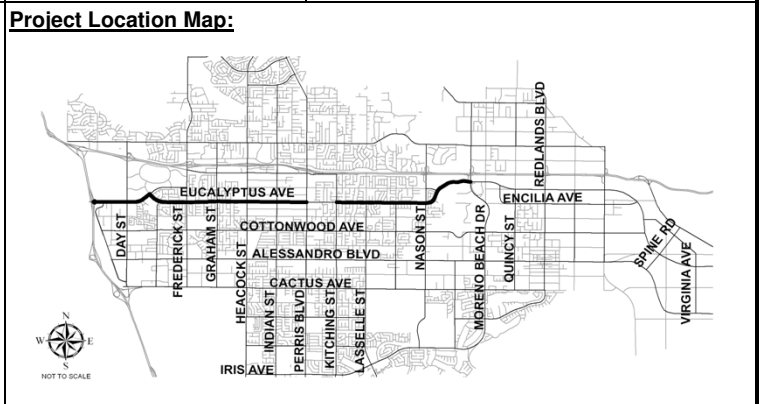 Project Location Map:
REDLANDS BLVD
EUCALYPTUS AVE
ENCILIA AVE
DAY ST
FREDERICK ST
GRAHAM ST
COTTONWOOD AVE
NASON ST
MORENO BEACH DR
QUINCY ST
SPINE RD
VIRGINIA AVE
ALESSANDRO BLVD
HEACOCK ST
CACTUS AVE
INDIAN ST
PERRIS BLVD
KITCHING ST
LASSELLE ST
N
W
E
S
NOT TO SCALE
IRIS AVE